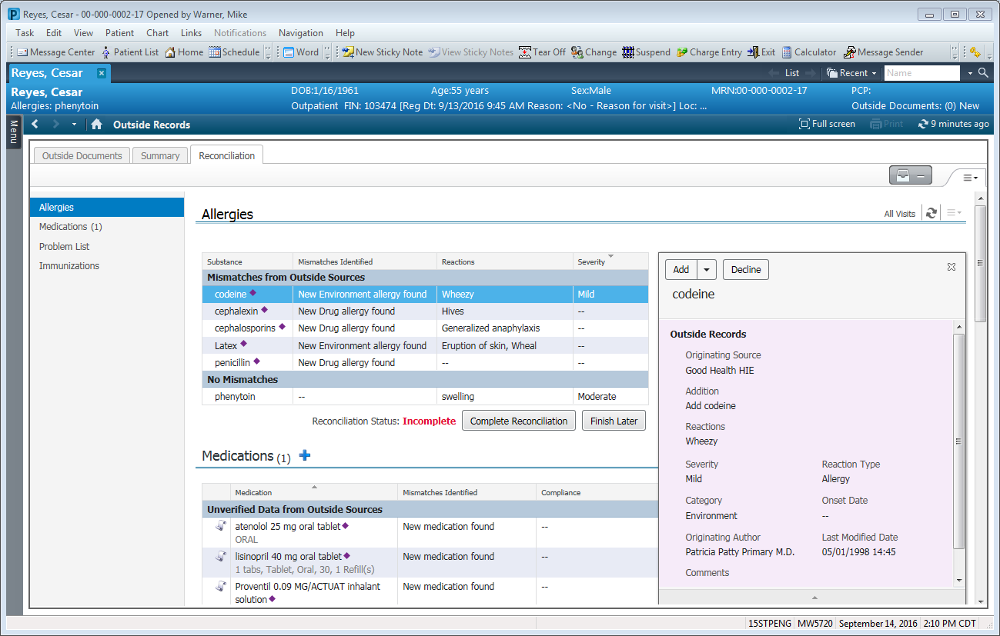 Reyes, Cesar - 00-000-0002-17 Opened by Warner, Mike
Task Edit View Patient Chart Links Notifications Navigation Help
Message Center Patient List Home Schedule Word New Sticky Note View Sticky Notes Tear Off Change Suspend Charge Entry Exit Calculator Message Sender
Reyes, Cesar List Recent Name
Reyes, Cesar DOB:1/16/1961 Age:55 years Sex:Male MRN:00-000-0002-17 PCP:
Allergies: phenytoin Outpatient FIN: 103474 [Reg Dt: 9/13/2016 9:45 AM Reason: <No - Reason for visit>] Loc: ... Outside Documents: (0) New
Menu
Outside Records Full screen Print 9 minutes ago
Outside Documents Summary Reconciliation
Allergies
Medications (1)
Problem List
Immunizations
Allergies All Visits
Substance Mismatches Identified Reactions Severity
Mismatches from Outside Sources
codeine New Environment allergy found Wheezy Mild
cephalexin New Drug allergy found Hives --
cephalosporins New Drug allergy found Generalized anaphylaxis --
Latex New Environment allergy found Eruption of skin, Wheal --
penicillin New Drug allergy found -- --
No Mismatches
phenytoin -- swelling Moderate
Reconciliation Status: Incomplete Complete Reconciliation Finish Later
Medications (1)
Medication Mismatches Identified Compliance
Unverified Data from Outside Sources
atenolol 25 mg oral tablet New medication found --
ORAL
lisinopril 40 mg oral tablet New medication found --
1 tabs, Tablet, Oral, 30, 1 Refill(s)
Proventil 0.09 MG/ACTUAT inhalant New medication found --
solution
Add Decline
codeine
Outside Records
Originating Source
Good Health HIE
Addition
Add codeine
Reactions
Wheezy
Severity Reaction Type
Mild Allergy
Category Onset Date
Environment --
Originating Author Last Modified Date
Patricia Patty Primary M.D. 05/01/1998 14:45
Comments
15STPENG MW5720 September 14, 2016 2:10 PM CDT